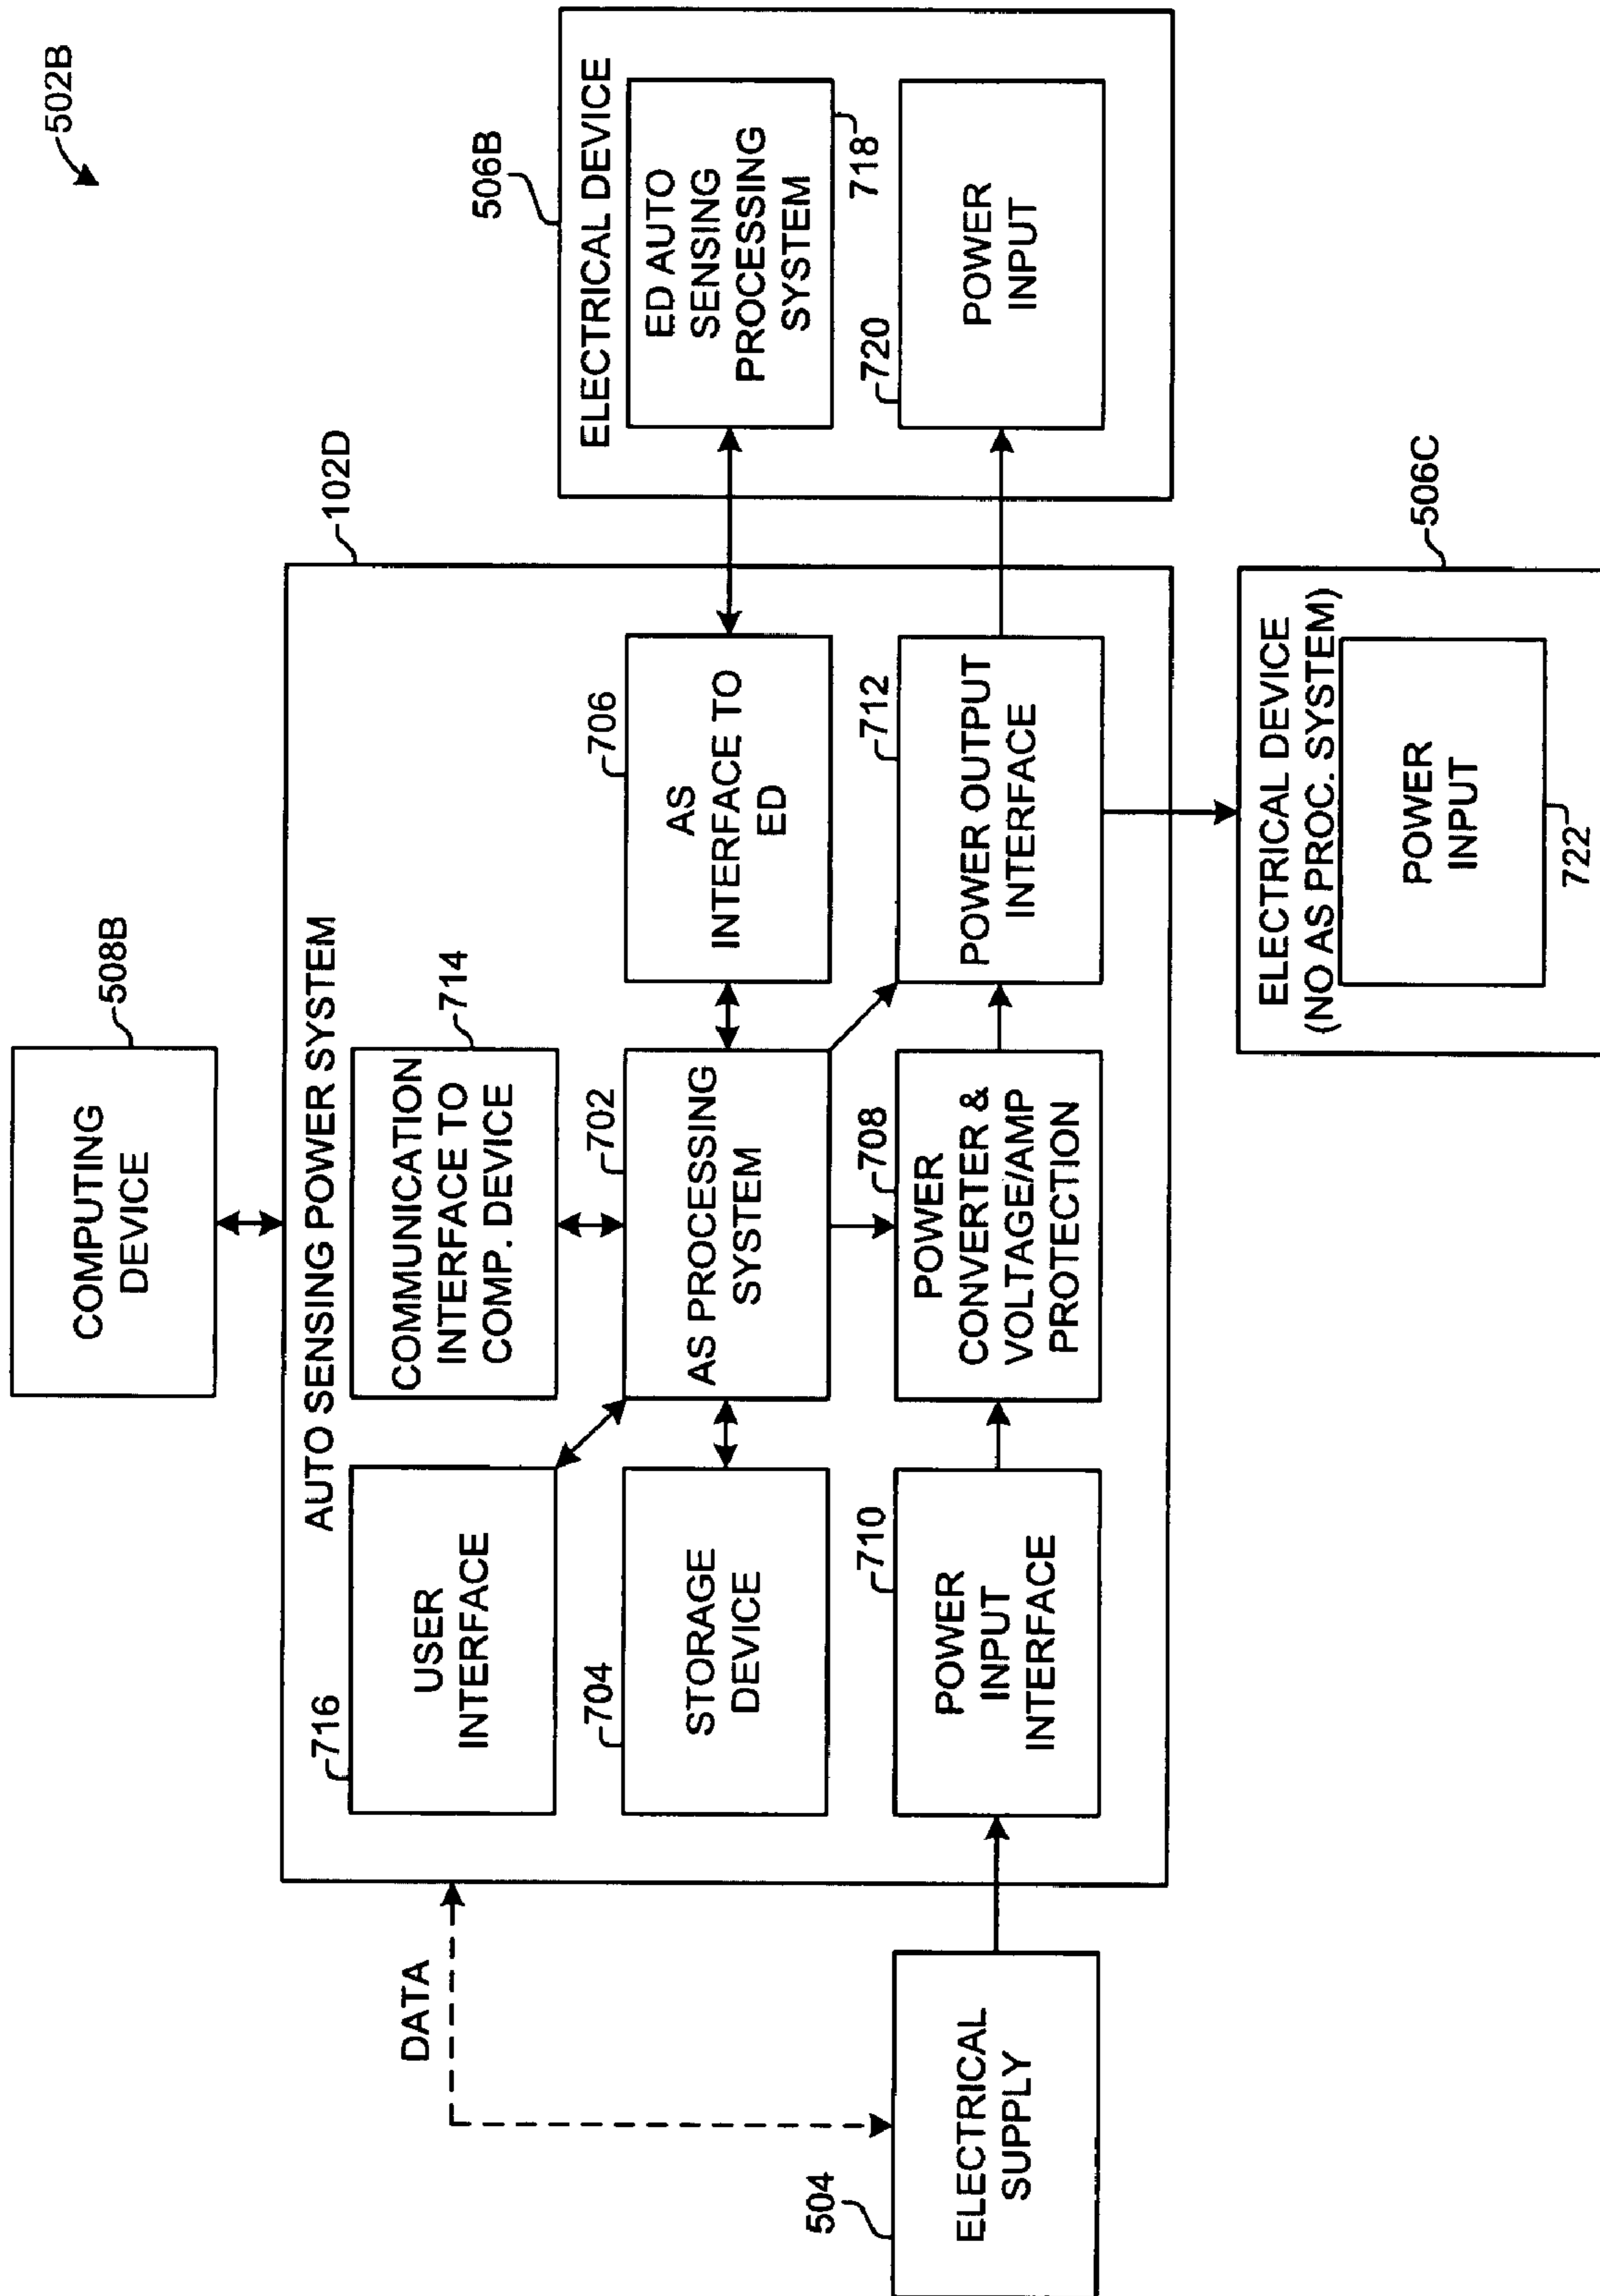 502B
COMPUTING
DEVICE
508B
AUTO SENSING POWER SYSTEM
102D
DATA
716
USER
INTERFACE
COMMUNICATION
INTERFACE TO
COMP. DEVICE
714
704
STORAGE
DEVICE
702
AS PROCESSING
SYSTEM
706
AS
INTERFACE TO
ED
710
POWER
INPUT
INTERFACE
708
POWER
CONVERTER &
VOLTAGE/AMP
PROTECTION
712
POWER OUTPUT
INTERFACE
506B
ELECTRICAL DEVICE
ED AUTO
SENSING
PROCESSING
SYSTEM
718
720
POWER
INPUT
504
ELECTRICAL
SUPPLY
506C
ELECTRICAL DEVICE
(NO AS PROC. SYSTEM)
POWER
INPUT
722